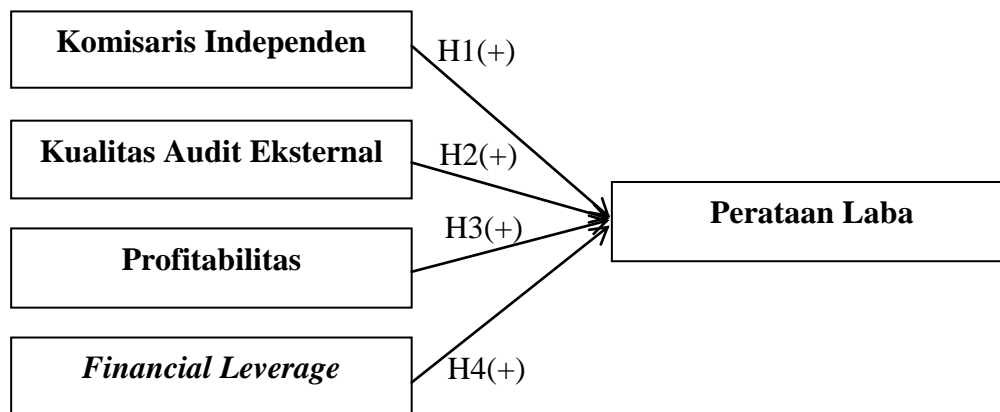 Komisaris Independen
H1(+)
Kualitas Audit Eksternal
H2(+)
Perataan Laba
H3(+)
Profitabilitas
Financial Leverage
H4(+)